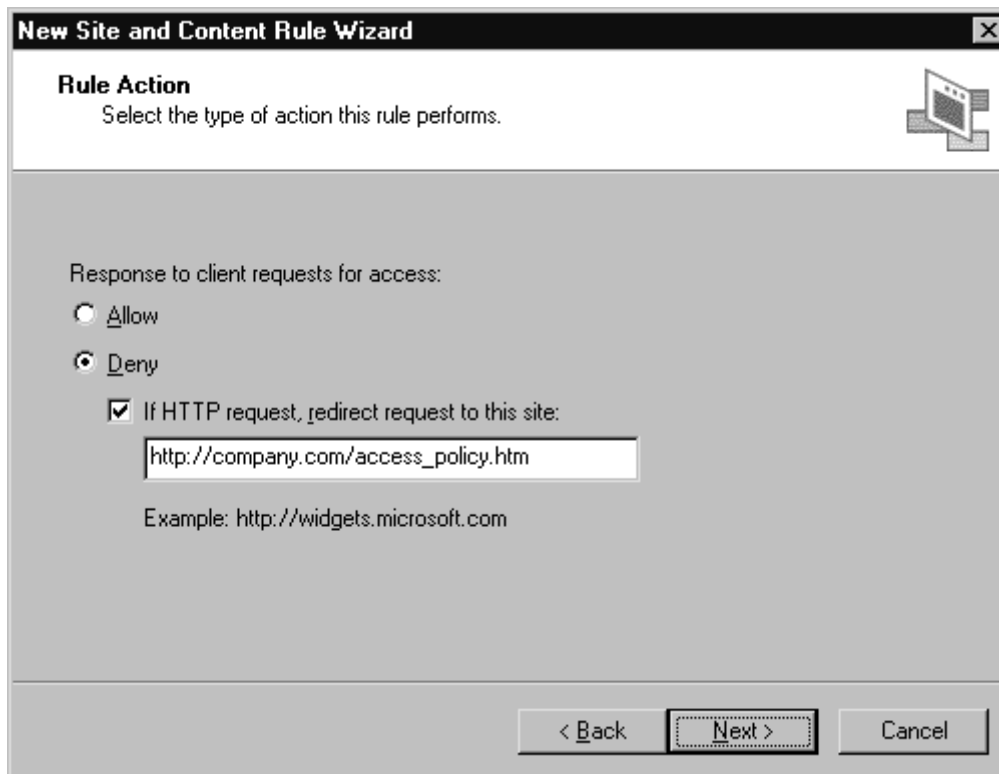 New Site and Content Rule Wizard
Rule Action
Select the type of action this rule performs.
Response to client requests for access:
Allow
Deny
If HTTP request, redirect request to this site:
http://company.com/access_policy.htm
Example: http://widgets.microsoft.com
< Back Next > Cancel